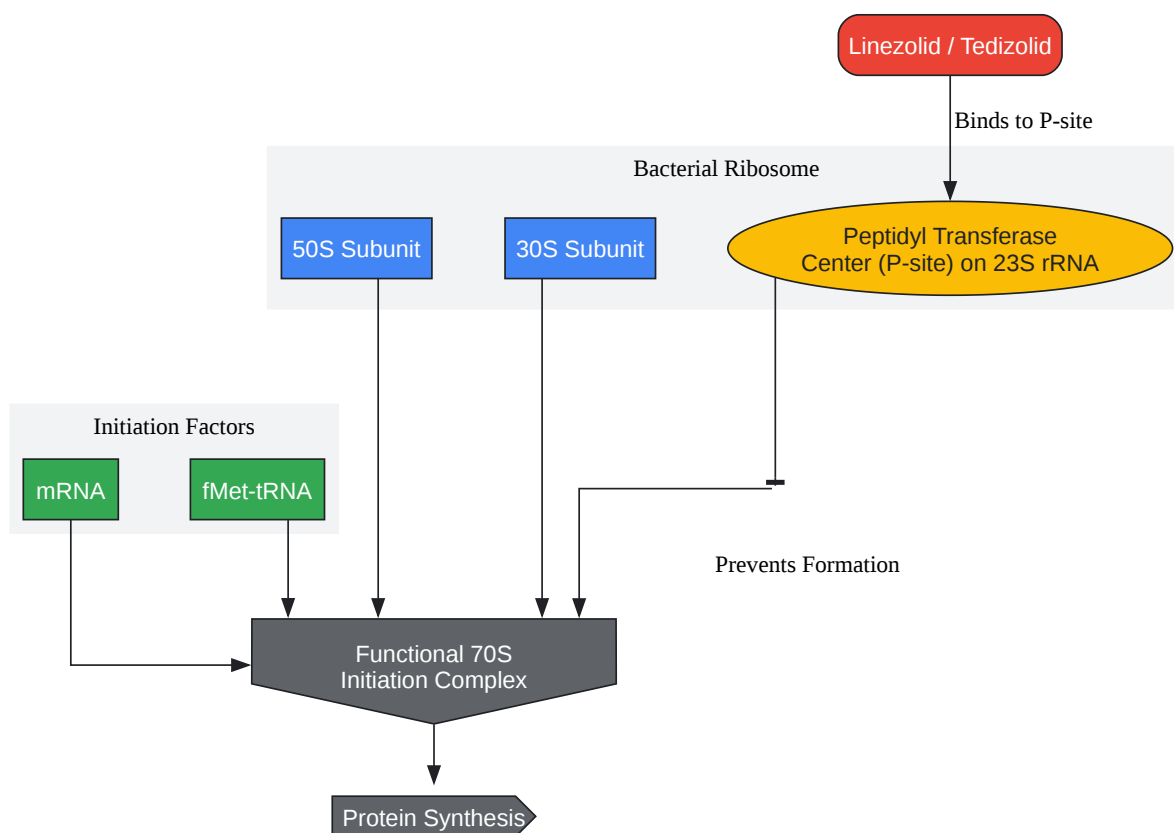 Linezolid / Tedizolid
Binds to P-site
Bacterial Ribosome
50S Subunit
30S Subunit
Peptidyl Transferase
Center (P-site) on 23S rRNA
Initiation Factors
mRNA
fMet-tRNA
Prevents Formation
Functional 70S
Initiation Complex
Protein Synthesis